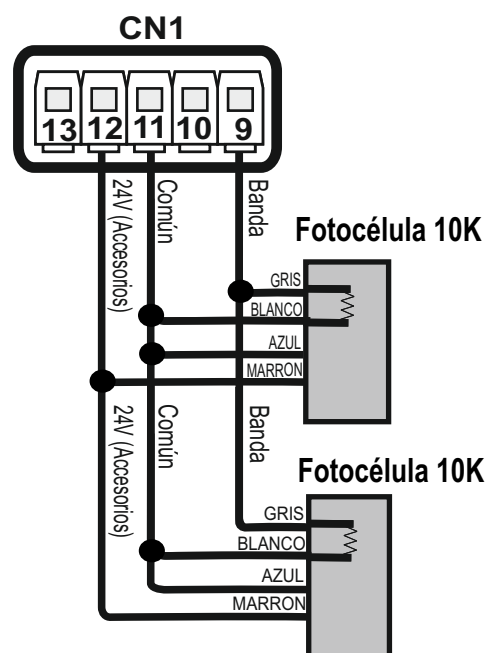 CN1
13 12 11 10 9
24V (Accesorios)
Común
Banda
Fotocélula 10K
GRIS
BLANCO
AZUL
MARRON
24V (Accesorios)
Común
Banda
Fotocélula 10K
GRIS
BLANCO
AZUL
MARRON